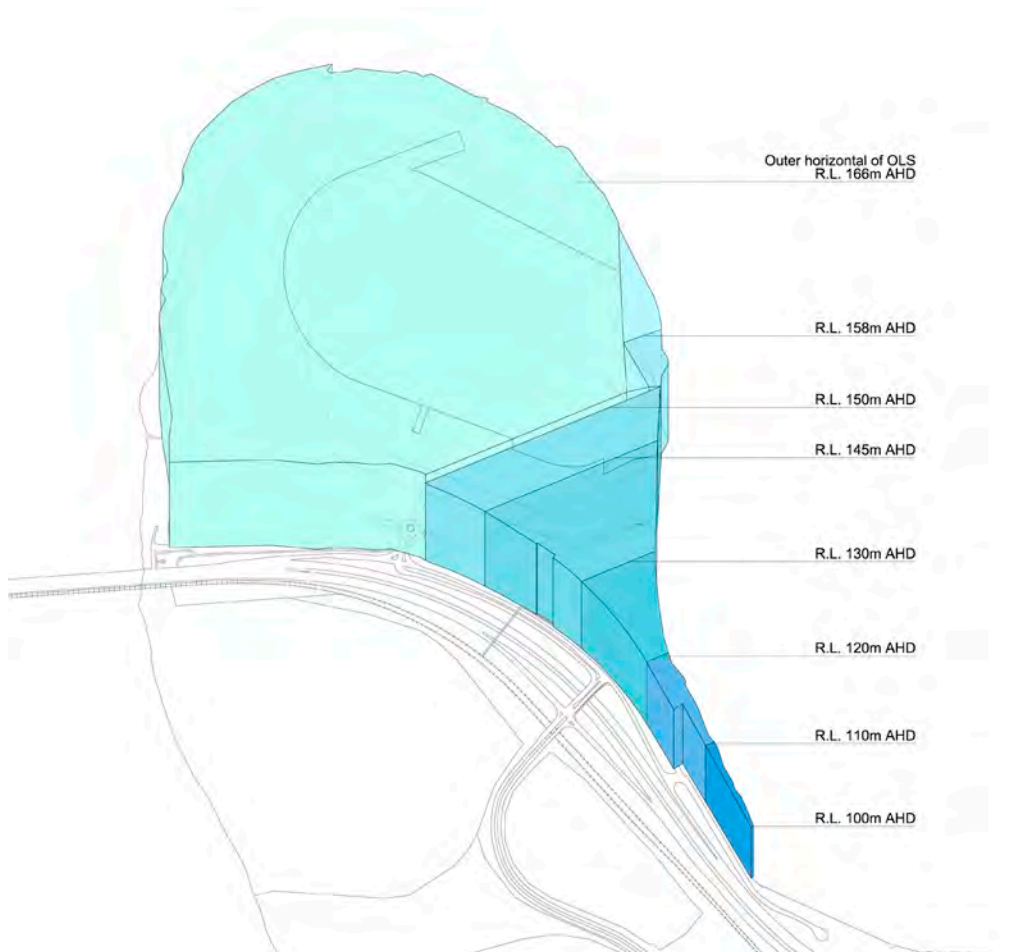 Outer horizontal of OLS
R.L. 166m AHD
R.L. 158m AHD
R.L. 150m AHD
R.L. 145m AHD
R.L. 130m AHD
R.L. 120m AHD
R.L. 110m AHD
R.L. 100m AHD